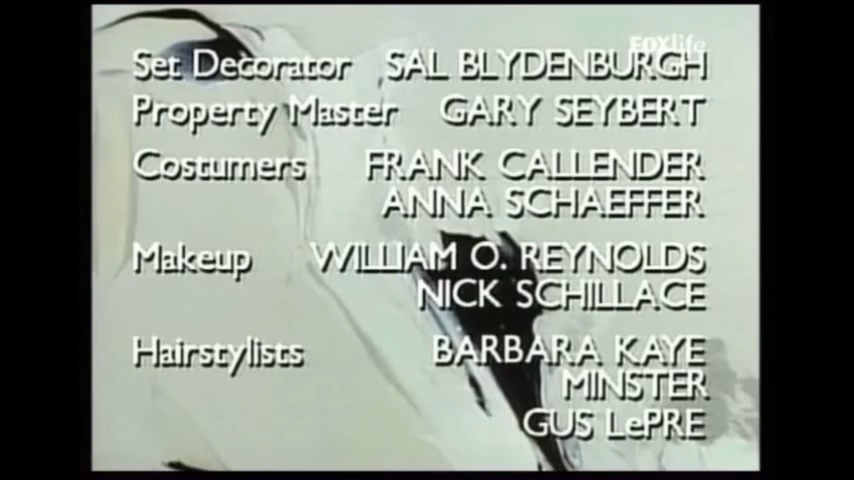 FOXlife
Set Decorator SAL BLYDENBURGH
Property Master GARY SEYBERT
Costumers FRANK CALLENDER
ANNA SCHAEFFER
Makeup WILLIAM O. REYNOLDS
NICK SCHILLACE
Hairstylists BARBARA KAYE
MINSTER
GUS LePRE